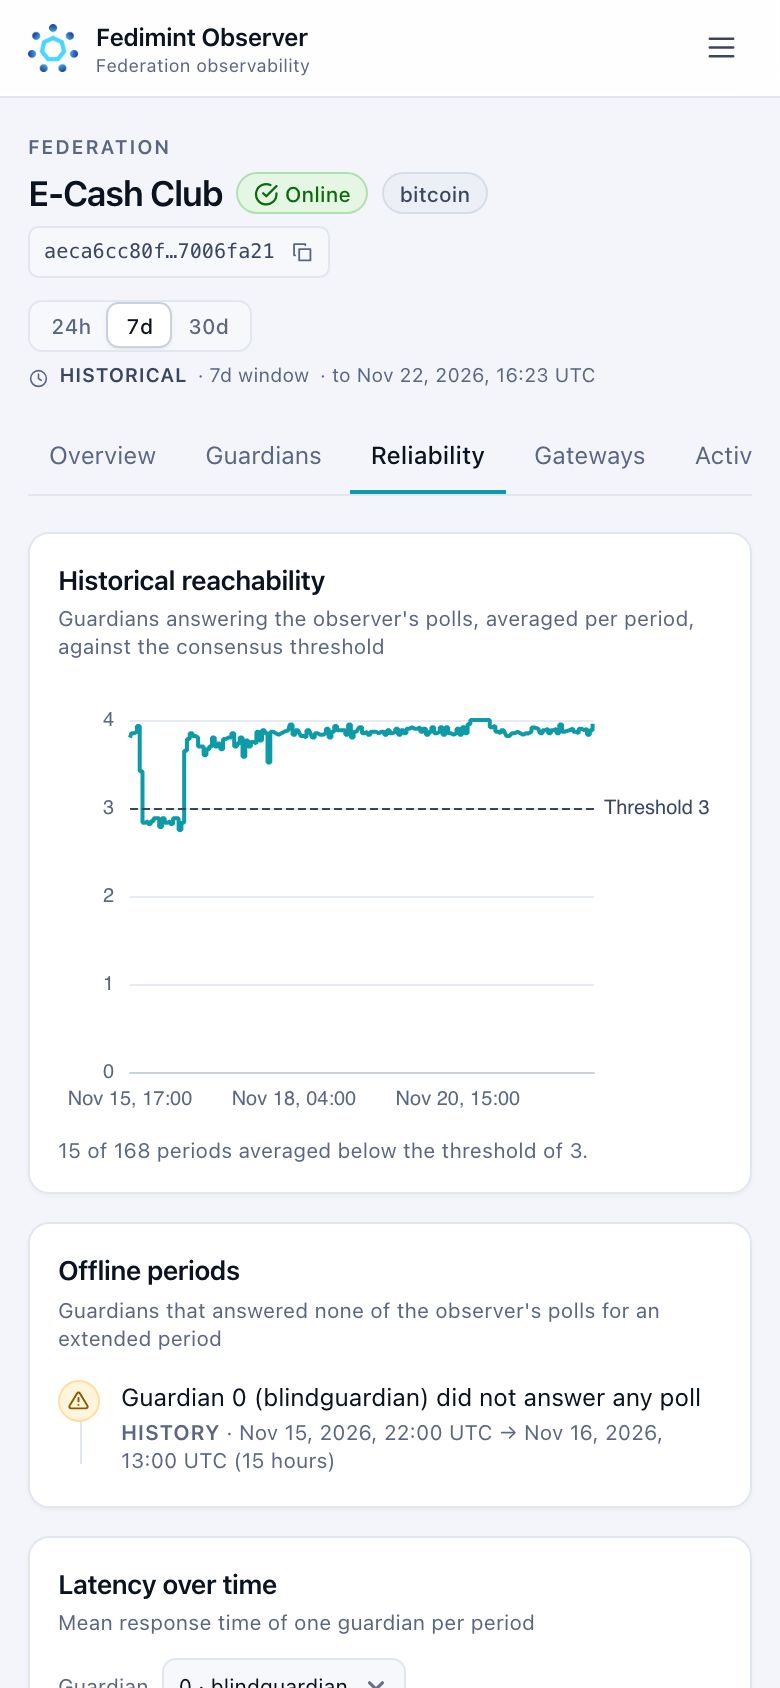 Fedimint Observer
Federation observability
FEDERATION
E-Cash Club
Online
bitcoin
aeca6cc80f…7006fa21
24h
7d
30d
HISTORICAL · 7d window · to Nov 22, 2026, 16:23 UTC
Overview
Guardians
Reliability
Gateways
Activ
Historical reachability
Guardians answering the observer's polls, averaged per period,
against the consensus threshold
4
3
Threshold 3
2
1
0
Nov 15, 17:00
Nov 18, 04:00
Nov 20, 15:00
15 of 168 periods averaged below the threshold of 3.
Offline periods
Guardians that answered none of the observer's polls for an
extended period
Guardian 0 (blindguardian) did not answer any poll
HISTORY · Nov 15, 2026, 22:00 UTC → Nov 16, 2026,
13:00 UTC (15 hours)
Latency over time
Mean response time of one guardian per period
Guardian
0 · blindguardian